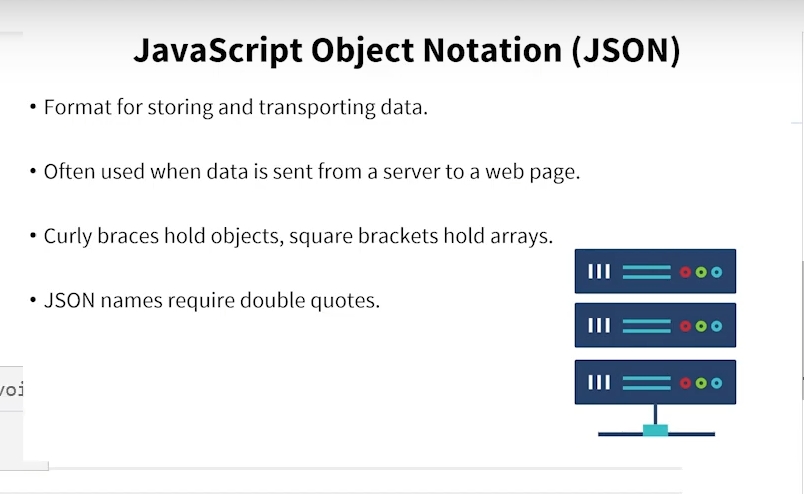 JavaScript Object Notation (JSON)
• Format for storing and transporting data.
• Often used when data is sent from a server to a web page.
• Curly braces hold objects, square brackets hold arrays.
• JSON names require double quotes.
voi